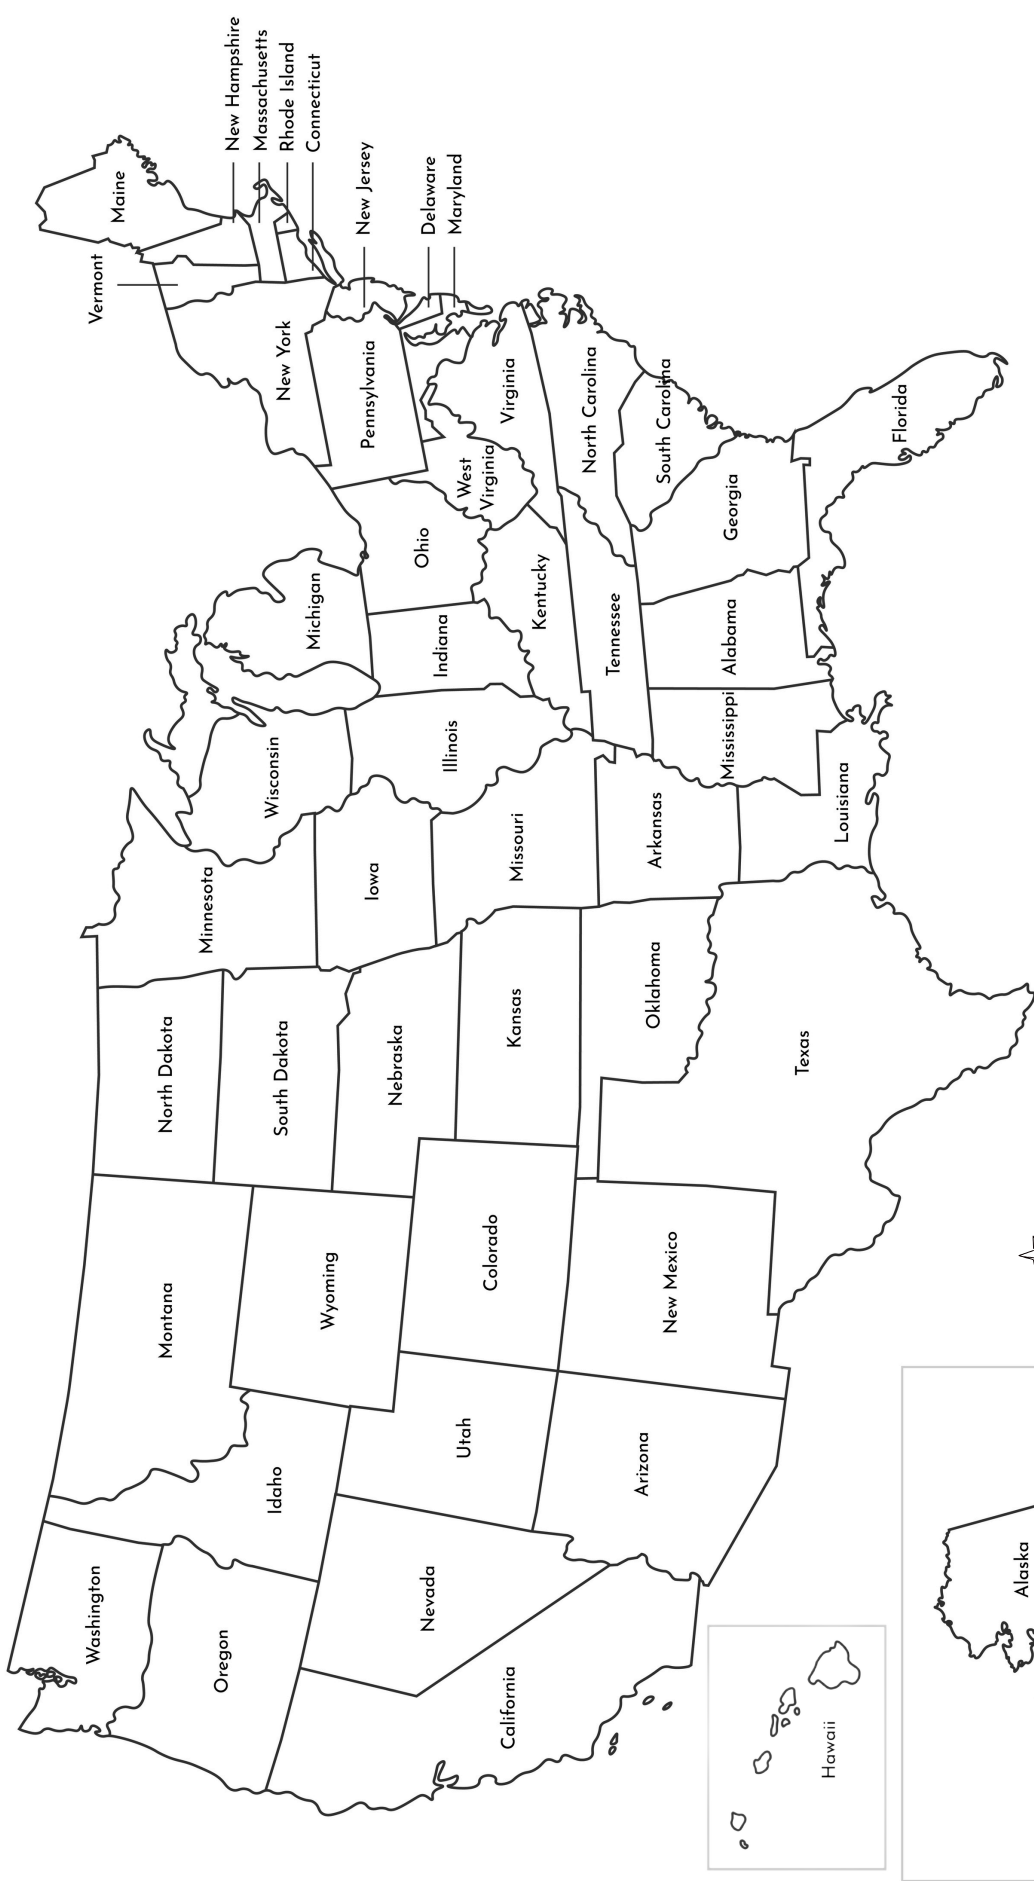 Washington
Oregon
California
Nevada
Idaho
Montana
Wyoming
Utah
Arizona
Colorado
New Mexico
North Dakota
South Dakota
Nebraska
Kansas
Oklahoma
Texas
Minnesota
Iowa
Missouri
Arkansas
Louisiana
Wisconsin
Illinois
Mississippi
Michigan
Indiana
Kentucky
Tennessee
Alabama
Ohio
West
Virginia
Georgia
Florida
South Carolina
North Carolina
Virginia
Pennsylvania
New York
Vermont
Maine
New Hampshire
Massachusetts
Rhode Island
Connecticut
New Jersey
Delaware
Maryland
Hawaii
Alaska